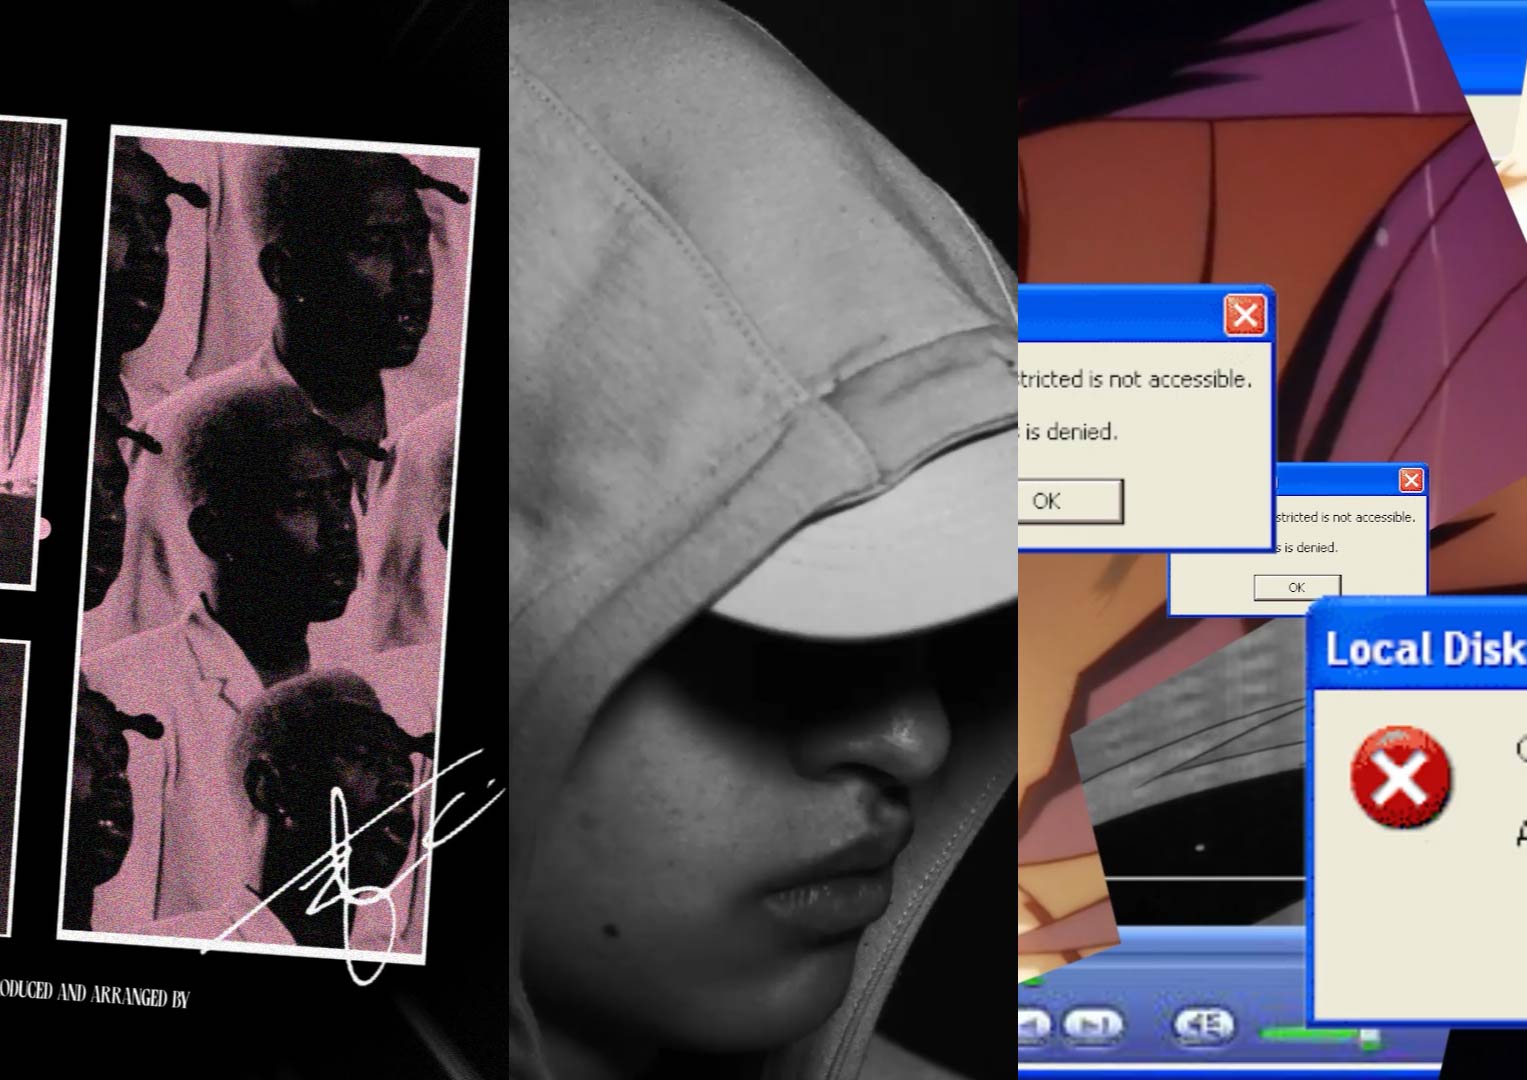 ODUCED AND ARRANGED BY
stricted is not accessible.
is denied.
OK
stricted is not accessible.
s is denied.
OK
Local Disk